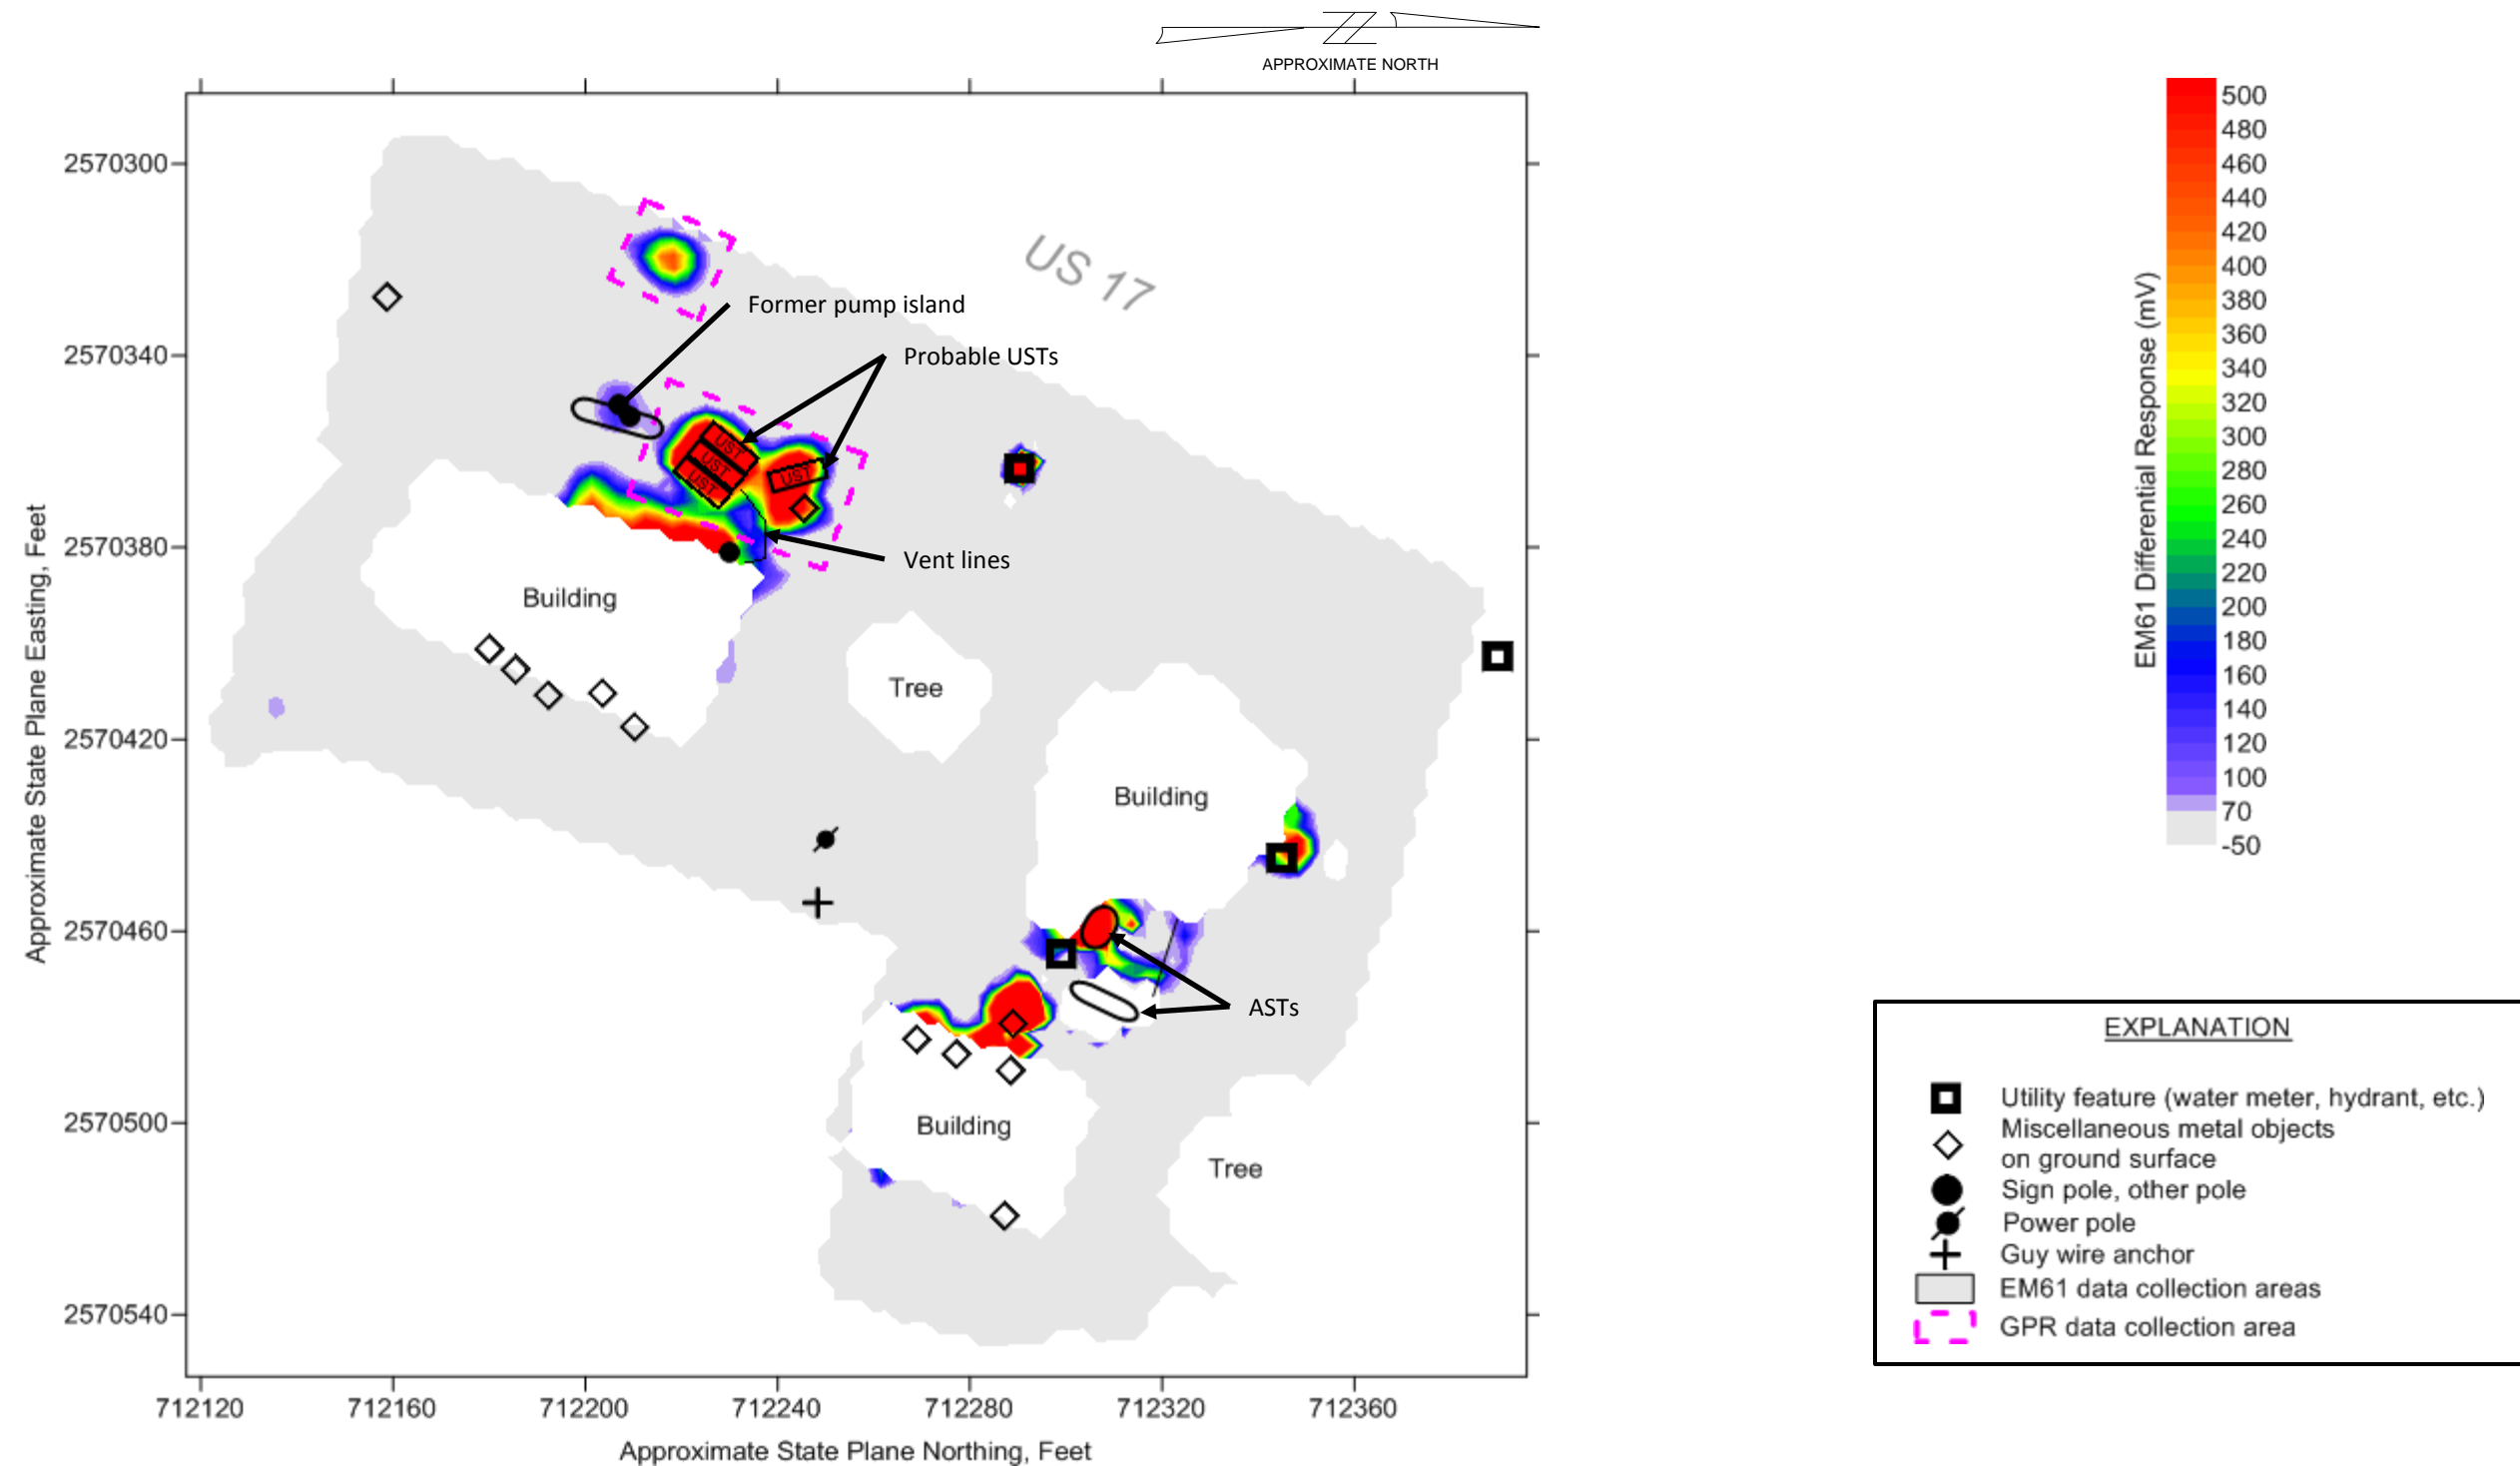 APPROXIMATE NORTH
2570300
2570340
2570380
2570420
2570460
2570500
2570540
Approximate State Plane Easting, Feet
712120
712160
712200
712240
712280
712320
712360
Approximate State Plane Northing, Feet
US 17
Former pump island
Probable USTs
UST
UST
UST
UST
Vent lines
Building
Tree
Building
ASTs
Building
Tree
EM61 Differential Response (mV)
500
480
460
440
420
400
380
360
340
320
300
280
260
240
220
200
180
160
140
120
100
70
-50
EXPLANATION
Utility feature (water meter, hydrant, etc.)
Miscellaneous metal objects
on ground surface
Sign pole, other pole
Power pole
Guy wire anchor
EM61 data collection areas
GPR data collection area